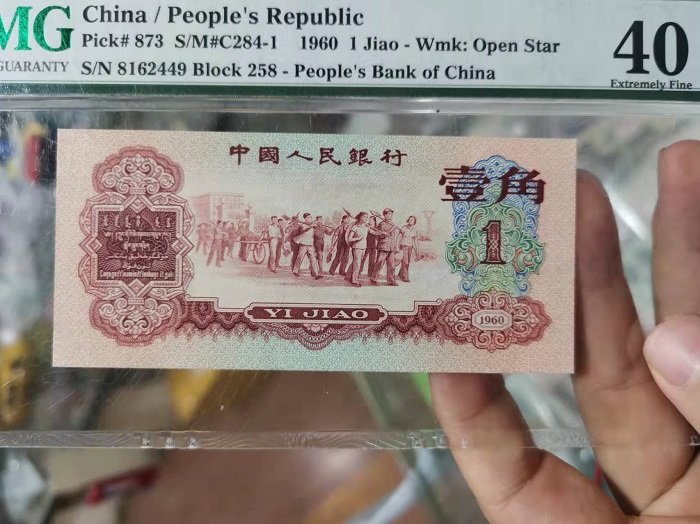 MG
China / People's Republic
GUARANTY
Pick# 873 S/M#C284-1 1960 1 Jiao - Wmk: Open Star
S/N 8162449 Block 258 - People's Bank of China
40
Extremely Fine
中國人民銀行
壹角
1
YI JIAO
1960